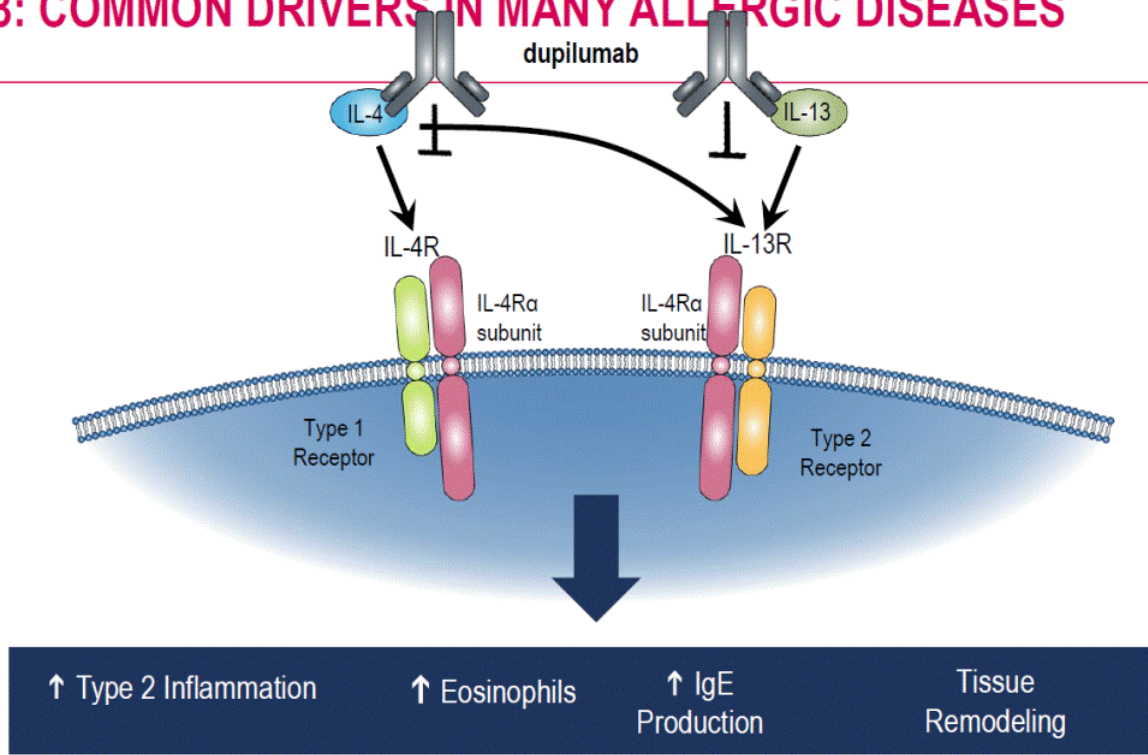 3: COMMON DRIVERS IN MANY ALLERGIC DISEASES
dupilumab
IL-4
IL-13
IL-4R
IL-13R
IL-4Rα
subunit
IL-4Rα
subunit
Type 1
Receptor
Type 2
Receptor
↑ Type 2 Inflammation
↑ Eosinophils
↑ IgE
Production
Tissue
Remodeling